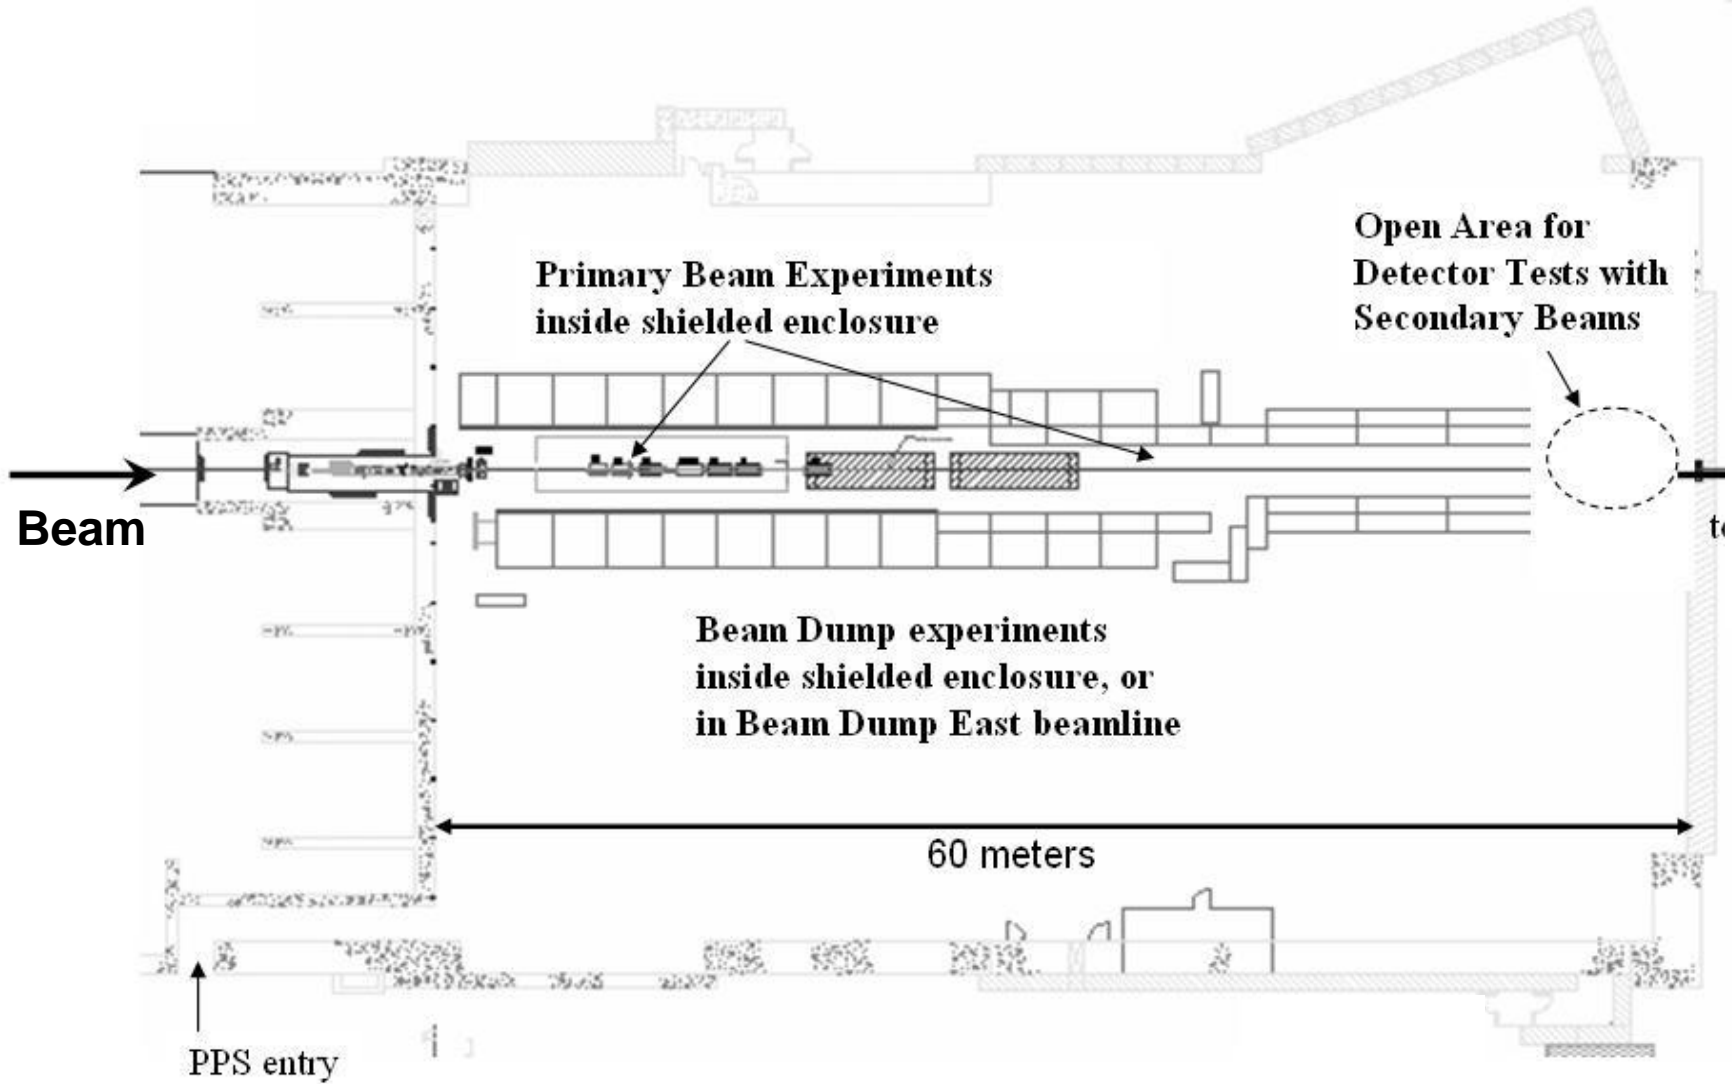 Open Area for
Detector Tests with
Secondary Beams
Primary Beam Experiments
inside shielded enclosure
Beam
Beam Dump experiments
inside shielded enclosure, or
in Beam Dump East beamline
60 meters
PPS entry